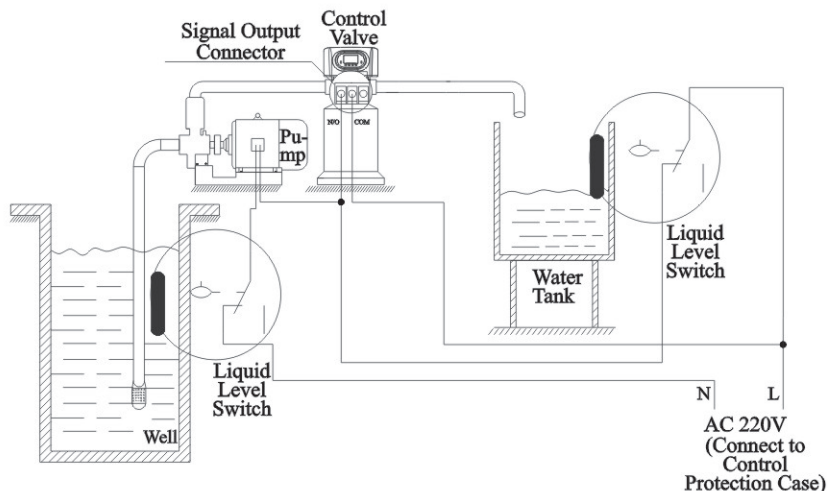 Signal Output
Connector
Control
Valve
Pu-
mp
N/O
COM
Liquid
Level
Switch
Water
Tank
Liquid
Level
Switch
Well
N
L
AC 220V
(Connect to
Control
Protection Case)